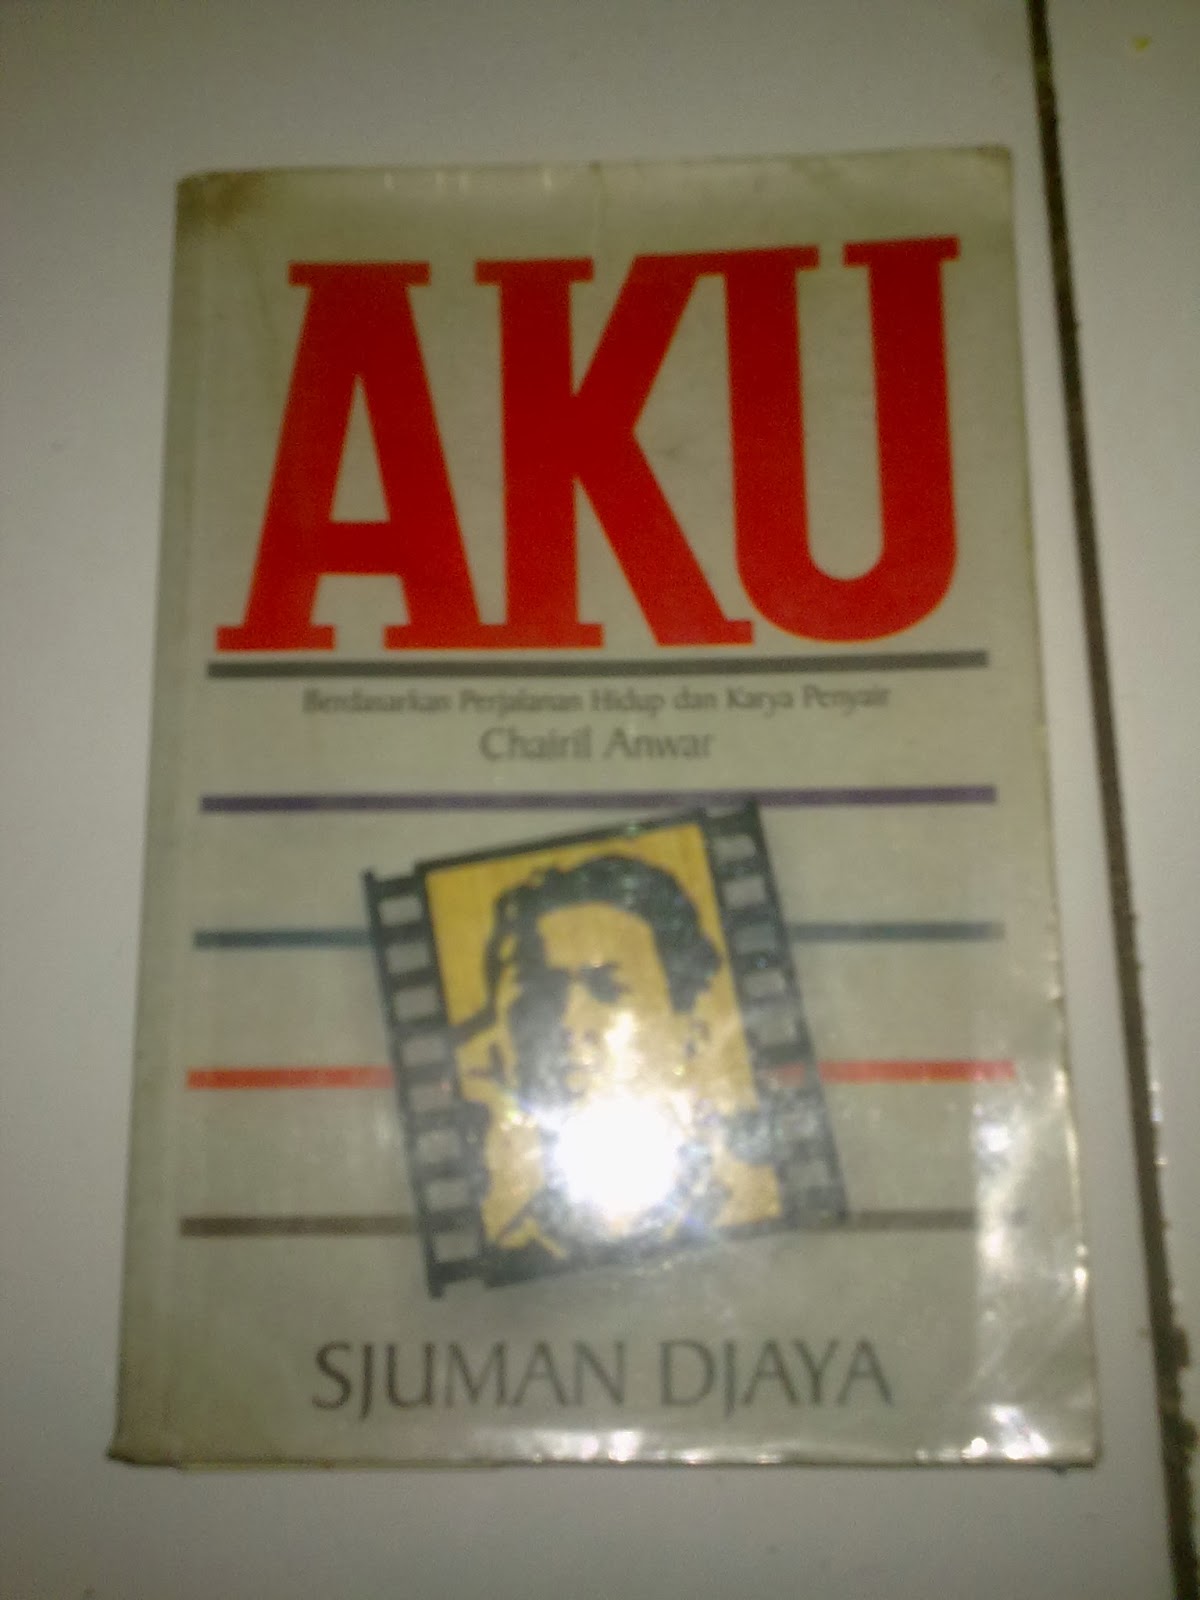 AKU
Berdasarkan Perjalanan Hidup dan Karya Penyair
Chairil Anwar
SJUMAN DJAYA